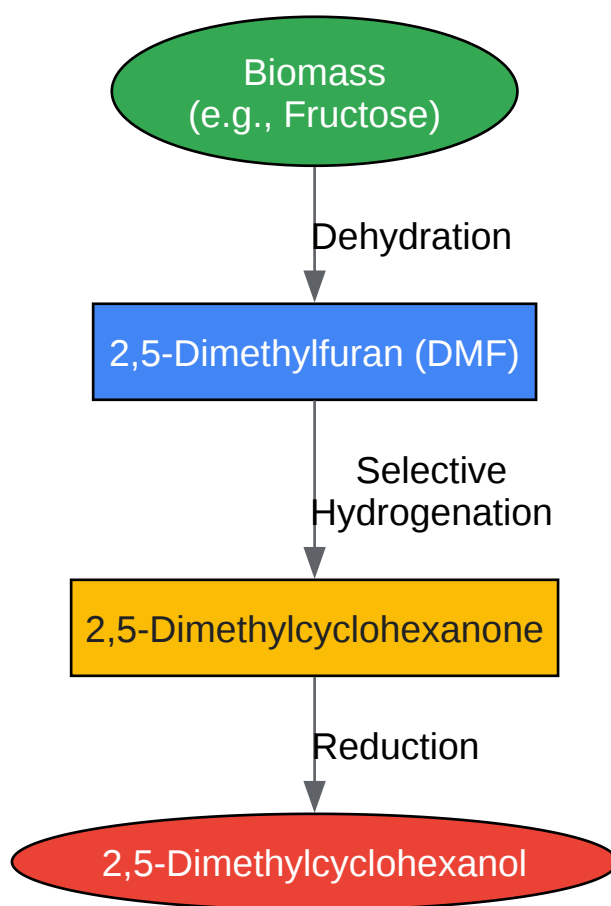 Biomass
(e.g., Fructose)
Dehydration
2,5-Dimethylfuran (DMF)
Selective
Hydrogenation
2,5-Dimethylcyclohexanone
Reduction
2,5-Dimethylcyclohexanol